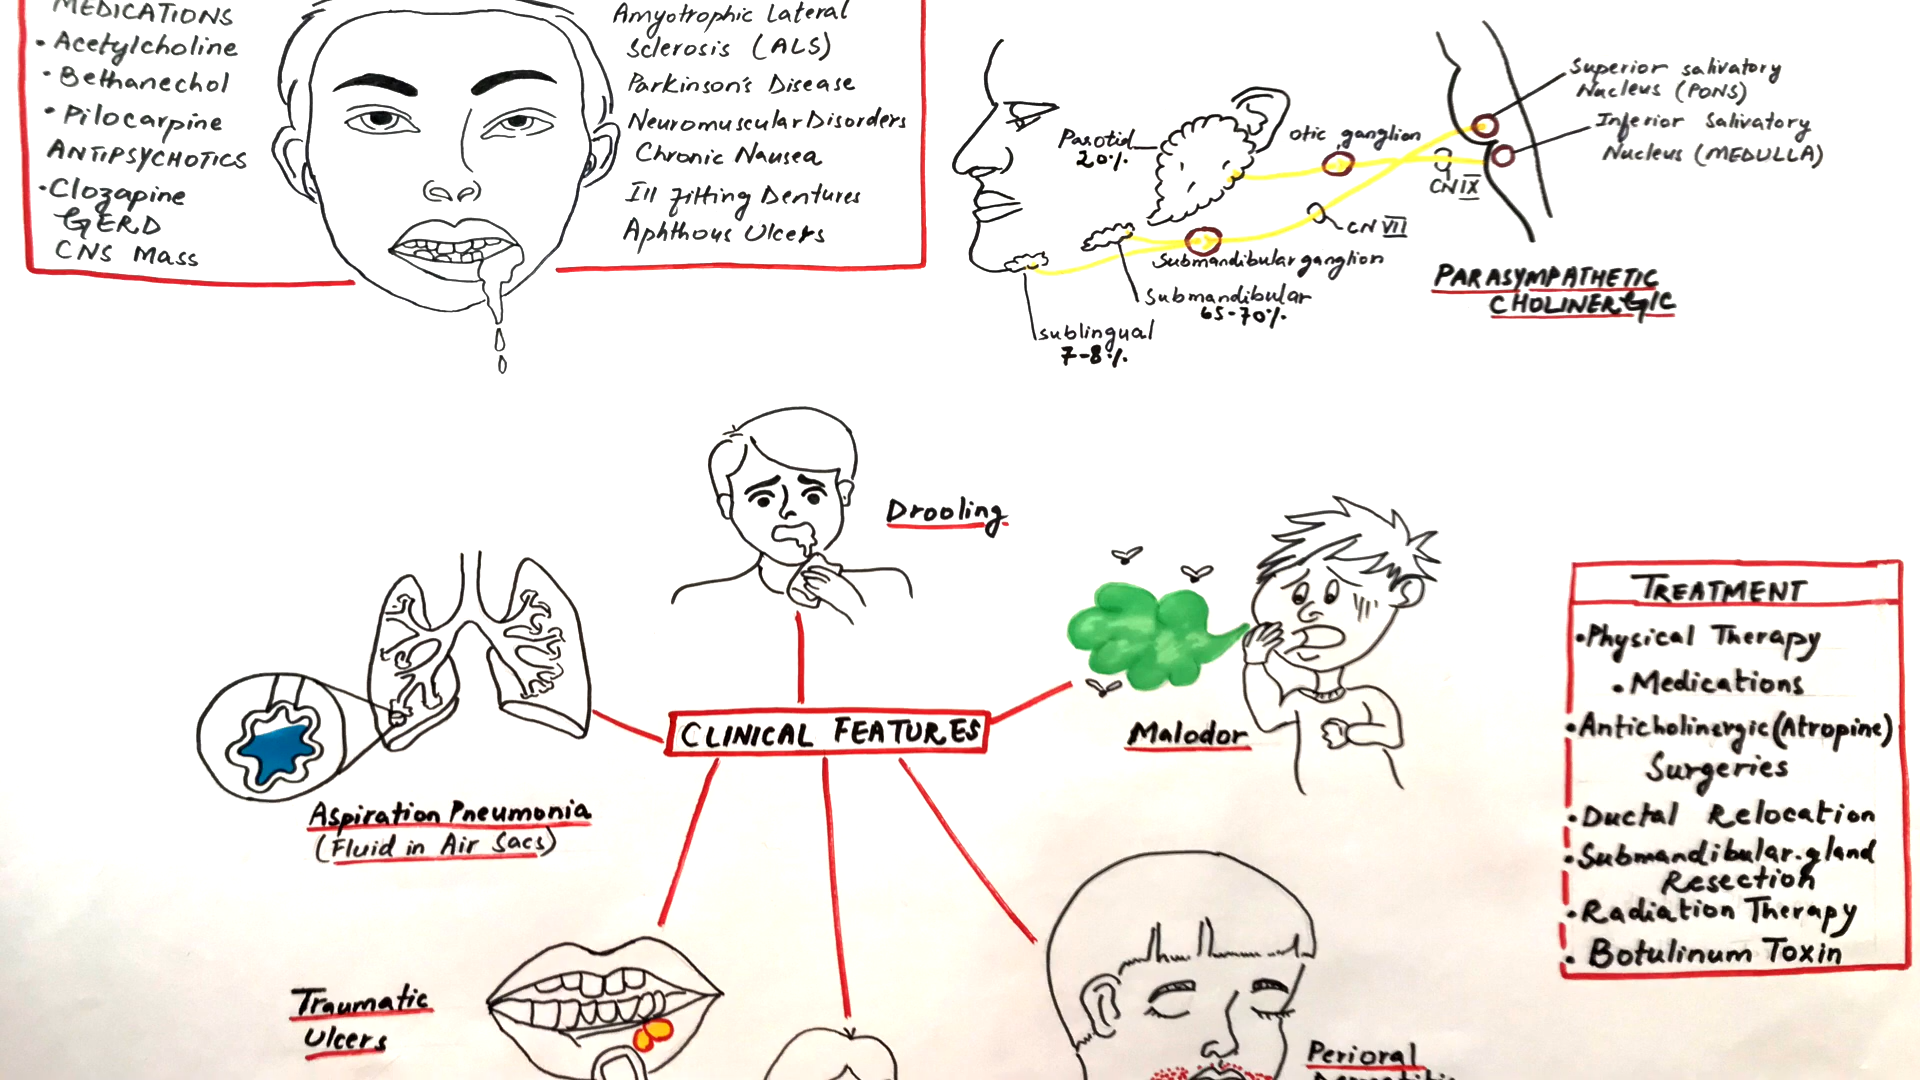 MEDICATIONS
• Acetylcholine
• Bethanechol
• Pilocarpine
ANTIPSYCHOTICS
• Clozapine
GERD
CNS Mass
Amyotrophic Lateral
Sclerosis (ALS)
Parkinson's Disease
Neuromuscular Disorders
Chronic Nausea
Ill fitting Dentures
Aphthous Ulcers
Parotid
20%
otic ganglion
Superior salivatory
Nucleus (PONS)
Inferior Salivatory
Nucleus (MEDULLA)
CN IX
CN VII
Submandibular ganglion
Submandibular
65-70%
sublingual
7-8%
PARASYMPATHETIC
CHOLINERGIC
Drooling
Malodor
CLINICAL FEATURES
Aspiration Pneumonia
(Fluid in Air Sacs)
Traumatic
Ulcers
Perioral
TREATMENT
• Physical Therapy
• Medications
• Anticholinergic (Atropine)
Surgeries
• Ductal Relocation
• Submandibular gland
Resection
• Radiation Therapy
• Botulinum Toxin